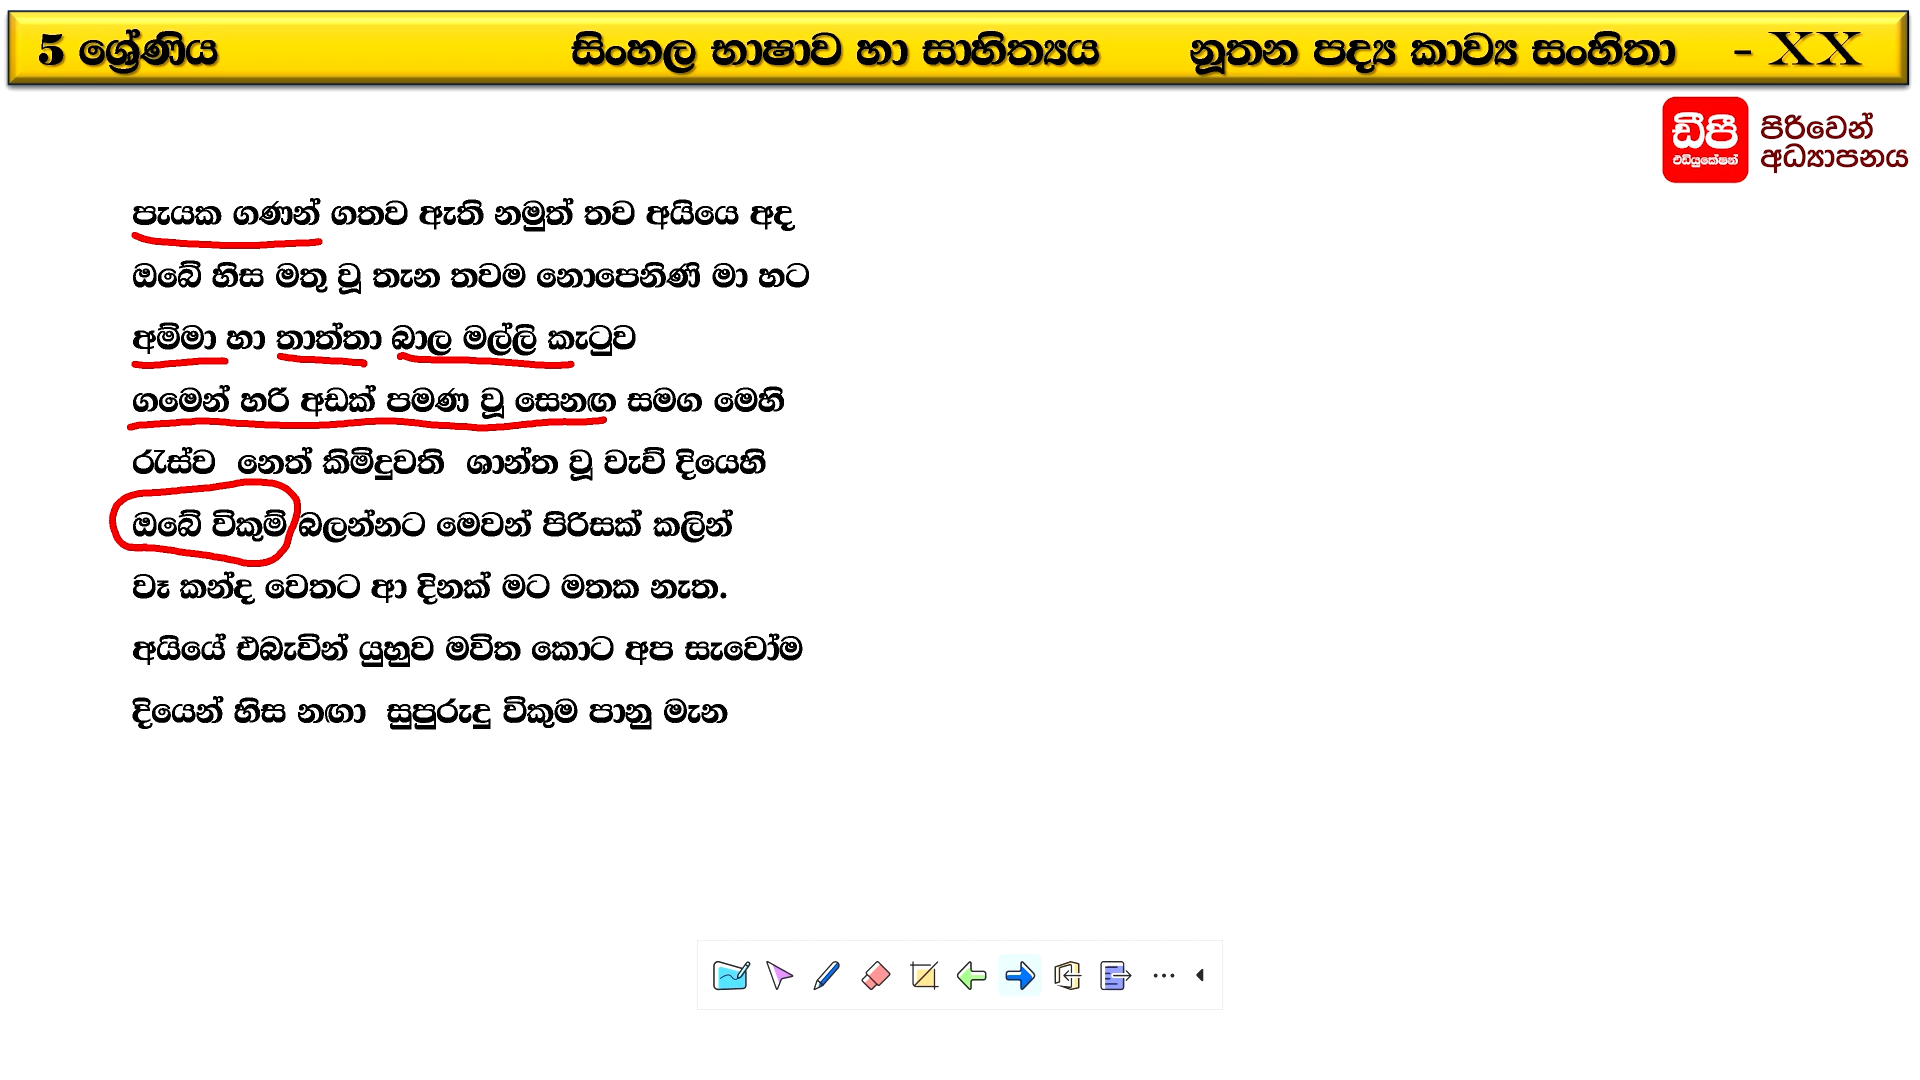 5 ශ්‍රේණිය සිංහල භාෂාව හා සාහිත්‍යය නූතන පද්‍ය කාව්‍ය සංහිතා - XX
ඩීපී
එඩියුකේෂන්
පිරිවෙන්
අධ්‍යාපනය
පැයක ගණන් ගතව ඇති නමුත් තව අයියෙ අද
ඔබේ හිස මතු වූ තැන තවම නොපෙනිණි මා හට
අම්මා හා තාත්තා බාල මල්ලි කැටුව
ගමෙන් හරි අඩක් පමණ වූ සෙනඟ සමග මෙහි
රැස්ව නෙත් කිමිදුවති ශාන්ත වූ වැව් දියෙහි
ඔබේ විකුම් බලන්නට මෙවන් පිරිසක් කලින්
වෑ කන්ද වෙතට ආ දිනක් මට මතක නැත.
අයියේ එබැවින් යුහුව මවිත කොට අප සැවෝම
දියෙන් හිස නඟා සුපුරුදු විකුම පානු මැන